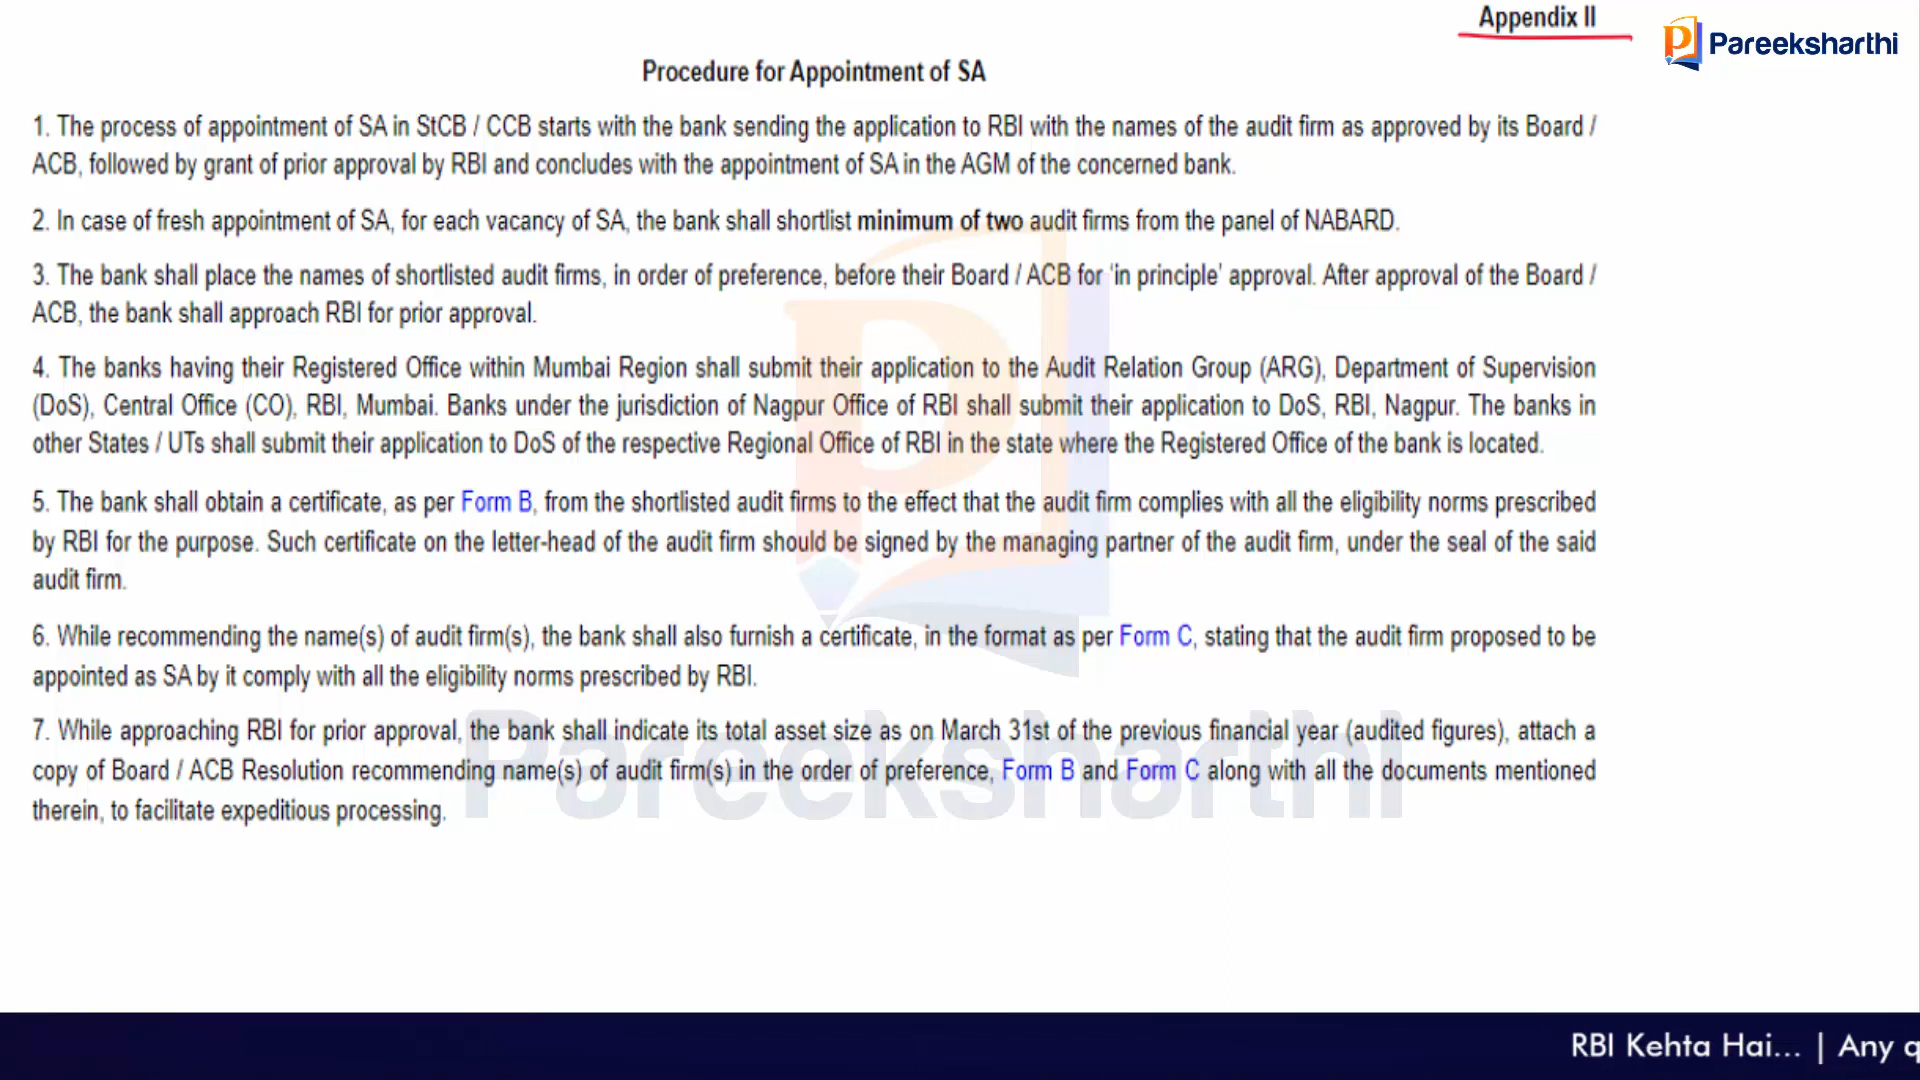 Appendix II
Pareeksharthi
Procedure for Appointment of SA
1. The process of appointment of SA in StCB / CCB starts with the bank sending the application to RBI with the names of the audit firm as approved by its Board /
ACB, followed by grant of prior approval by RBI and concludes with the appointment of SA in the AGM of the concerned bank.
2. In case of fresh appointment of SA, for each vacancy of SA, the bank shall shortlist minimum of two audit firms from the panel of NABARD.
3. The bank shall place the names of shortlisted audit firms, in order of preference, before their Board / ACB for 'in principle' approval. After approval of the Board /
ACB, the bank shall approach RBI for prior approval.
4. The banks having their Registered Office within Mumbai Region shall submit their application to the Audit Relation Group (ARG), Department of Supervision
(DoS), Central Office (CO), RBI, Mumbai. Banks under the jurisdiction of Nagpur Office of RBI shall submit their application to DoS, RBI, Nagpur. The banks in
other States / UTs shall submit their application to DoS of the respective Regional Office of RBI in the state where the Registered Office of the bank is located.
5. The bank shall obtain a certificate, as per Form B, from the shortlisted audit firms to the effect that the audit firm complies with all the eligibility norms prescribed
by RBI for the purpose. Such certificate on the letter-head of the audit firm should be signed by the managing partner of the audit firm, under the seal of the said
audit firm.
6. While recommending the name(s) of audit firm(s), the bank shall also furnish a certificate, in the format as per Form C, stating that the audit firm proposed to be
appointed as SA by it comply with all the eligibility norms prescribed by RBI.
7. While approaching RBI for prior approval, the bank shall indicate its total asset size as on March 31st of the previous financial year (audited figures), attach a
copy of Board / ACB Resolution recommending name(s) of audit firm(s) in the order of preference, Form B and Form C along with all the documents mentioned
therein, to facilitate expeditious processing.
Pareeksharthi
RBI Kehta Hai... | Any q